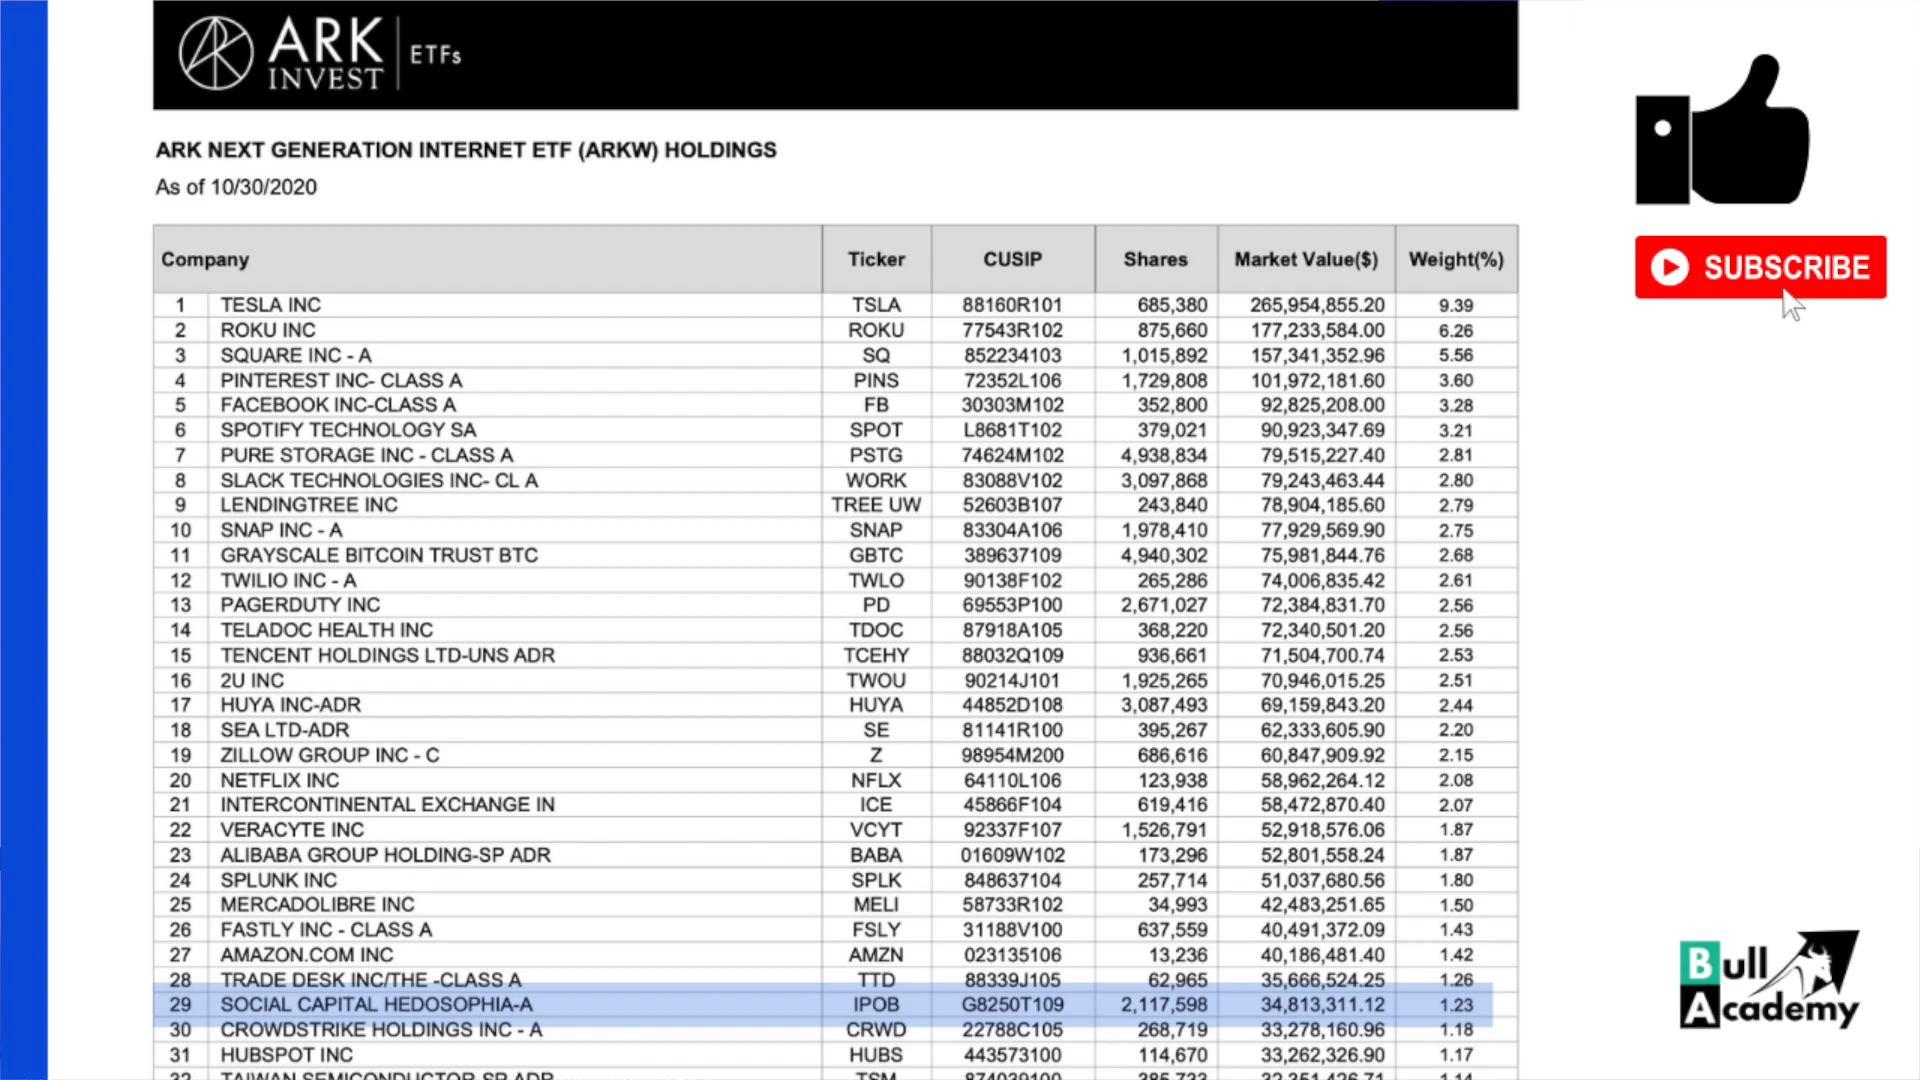 ARK INVEST ETFs
ARK NEXT GENERATION INTERNET ETF (ARKW) HOLDINGS
As of 10/30/2020
Company Ticker CUSIP Shares Market Value($) Weight(%)
1 TESLA INC TSLA 88160R101 685,380 265,954,855.20 9.39
2 ROKU INC ROKU 77543R102 875,660 177,233,584.00 6.26
3 SQUARE INC - A SQ 852234103 1,015,892 157,341,352.96 5.56
4 PINTEREST INC- CLASS A PINS 72352L106 1,729,808 101,972,181.60 3.60
5 FACEBOOK INC-CLASS A FB 30303M102 352,800 92,825,208.00 3.28
6 SPOTIFY TECHNOLOGY SA SPOT L8681T102 379,021 90,923,347.69 3.21
7 PURE STORAGE INC - CLASS A PSTG 74624M102 4,938,834 79,515,227.40 2.81
8 SLACK TECHNOLOGIES INC- CL A WORK 83088V102 3,097,868 79,243,463.44 2.80
9 LENDINGTREE INC TREE UW 52603B107 243,840 78,904,185.60 2.79
10 SNAP INC - A SNAP 83304A106 1,978,410 77,929,569.90 2.75
11 GRAYSCALE BITCOIN TRUST BTC GBTC 389637109 4,940,302 75,981,844.76 2.68
12 TWILIO INC - A TWLO 90138F102 265,286 74,006,835.42 2.61
13 PAGERDUTY INC PD 69553P100 2,671,027 72,384,831.70 2.56
14 TELADOC HEALTH INC TDOC 87918A105 368,220 72,340,501.20 2.56
15 TENCENT HOLDINGS LTD-UNS ADR TCEHY 88032Q109 936,661 71,504,700.74 2.53
16 2U INC TWOU 90214J101 1,925,265 70,946,015.25 2.51
17 HUYA INC-ADR HUYA 44852D108 3,087,493 69,159,843.20 2.44
18 SEA LTD-ADR SE 81141R100 395,267 62,333,605.90 2.20
19 ZILLOW GROUP INC - C Z 98954M200 686,616 60,847,909.92 2.15
20 NETFLIX INC NFLX 64110L106 123,938 58,962,264.12 2.08
21 INTERCONTINENTAL EXCHANGE IN ICE 45866F104 619,416 58,472,870.40 2.07
22 VERACYTE INC VCYT 92337F107 1,526,791 52,918,576.06 1.87
23 ALIBABA GROUP HOLDING-SP ADR BABA 01609W102 173,296 52,801,558.24 1.87
24 SPLUNK INC SPLK 848637104 257,714 51,037,680.56 1.80
25 MERCADOLIBRE INC MELI 58733R102 34,993 42,483,251.65 1.50
26 FASTLY INC - CLASS A FSLY 31188V100 637,559 40,491,372.09 1.43
27 AMAZON.COM INC AMZN 023135106 13,236 40,186,481.40 1.42
28 TRADE DESK INC/THE -CLASS A TTD 88339J105 62,965 35,666,524.25 1.26
29 SOCIAL CAPITAL HEDOSOPHIA-A IPOB G8250T109 2,117,598 34,813,311.12 1.23
30 CROWDSTRIKE HOLDINGS INC - A CRWD 22788C105 268,719 33,278,160.96 1.18
31 HUBSPOT INC HUBS 443573100 114,670 33,262,326.90 1.17
32 TAIWAN SEMICONDUCTOR-SP ADR TSM 874039100 385,733 32,351,426.71 1.14
SUBSCRIBE
Bull
Academy